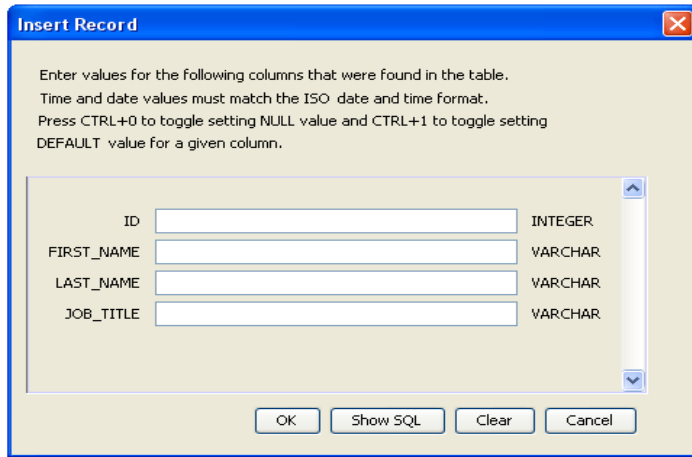 Insert Record
Enter values for the following columns that were found in the table.
Time and date values must match the ISO date and time format.
Press CTRL+0 to toggle setting NULL value and CTRL+1 to toggle setting
DEFAULT value for a given column.
ID INTEGER
FIRST_NAME VARCHAR
LAST_NAME VARCHAR
JOB_TITLE VARCHAR
OK Show SQL Clear Cancel